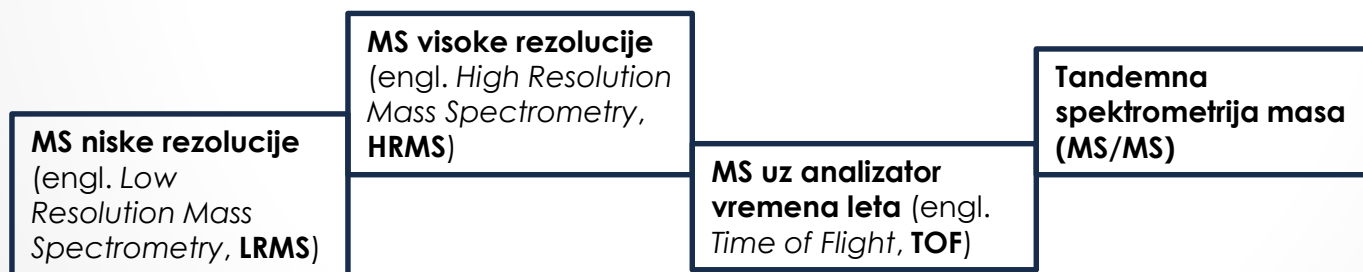 MS niske rezolucije
(engl. Low
Resolution Mass
Spectrometry, LRMS)
MS visoke rezolucije
(engl. High Resolution
Mass Spectrometry,
HRMS)
MS uz analizator
vremena leta (engl.
Time of Flight, TOF)
Tandemna
spektrometrija masa
(MS/MS)